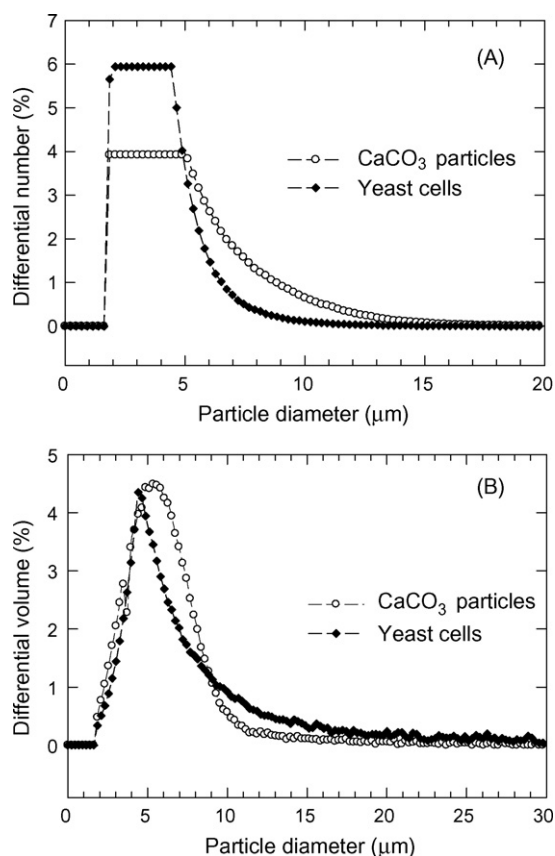 7
6
5
4
3
2
1
0
Differential number (%)
(A)
CaCO3 particles
Yeast cells
0 5 10 15 20
Particle diameter (μm)
5
4
3
2
1
0
Differential volume (%)
(B)
CaCO3 particles
Yeast cells
0 5 10 15 20 25 30
Particle diameter (μm)